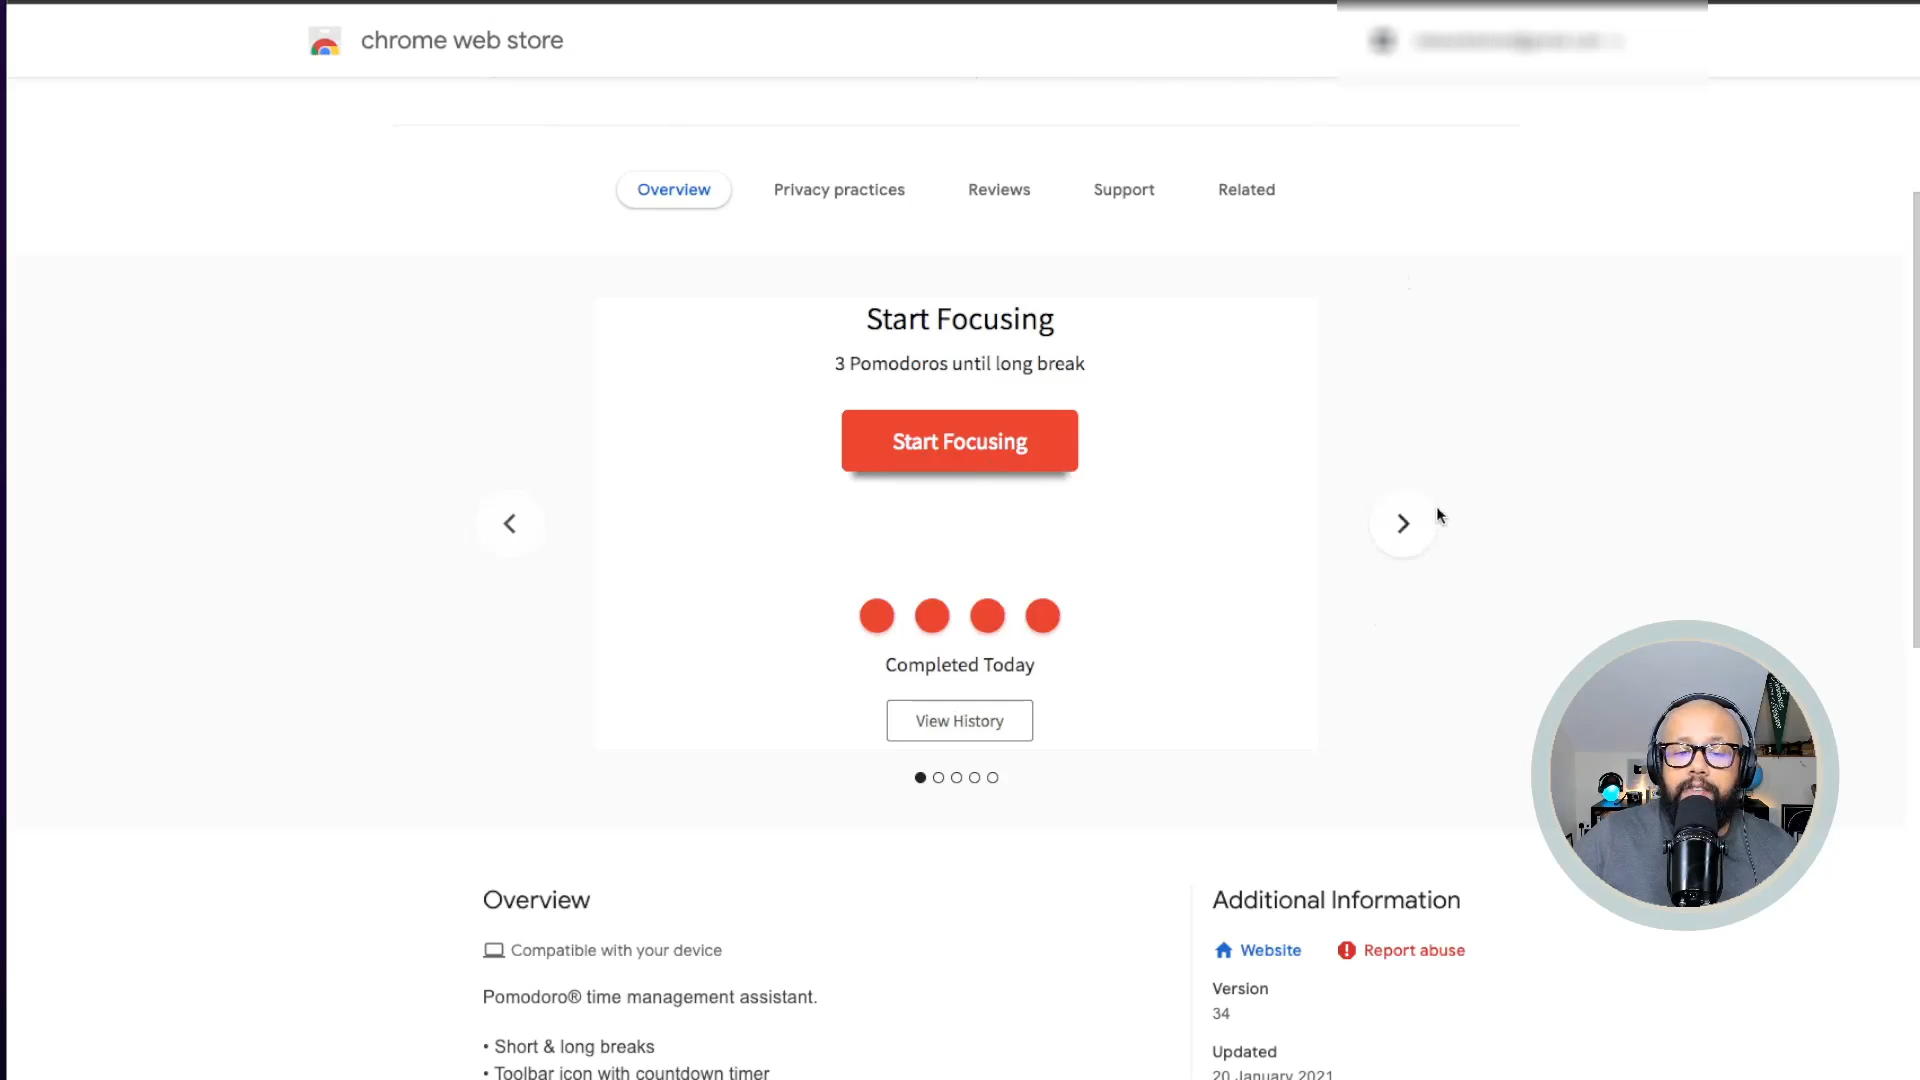 chrome web store
Overview
Privacy practices
Reviews
Support
Related
Start Focusing
3 Pomodoros until long break
Start Focusing
Completed Today
View History
Overview
Compatible with your device
Pomodoro® time management assistant.
• Short & long breaks
• Toolbar icon with countdown timer
Additional Information
Website
Report abuse
Version
34
Updated
20 January 2021